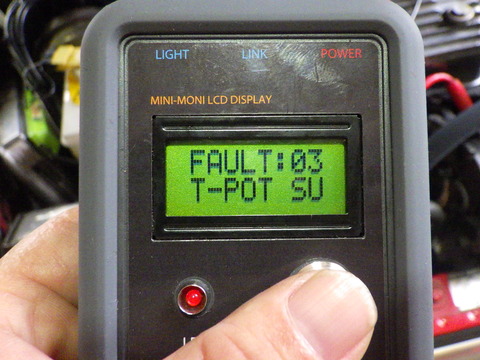 LIGHT LINK POWER
MINI-MONI LCD DISPLAY
FAULT:03
T-POT SU